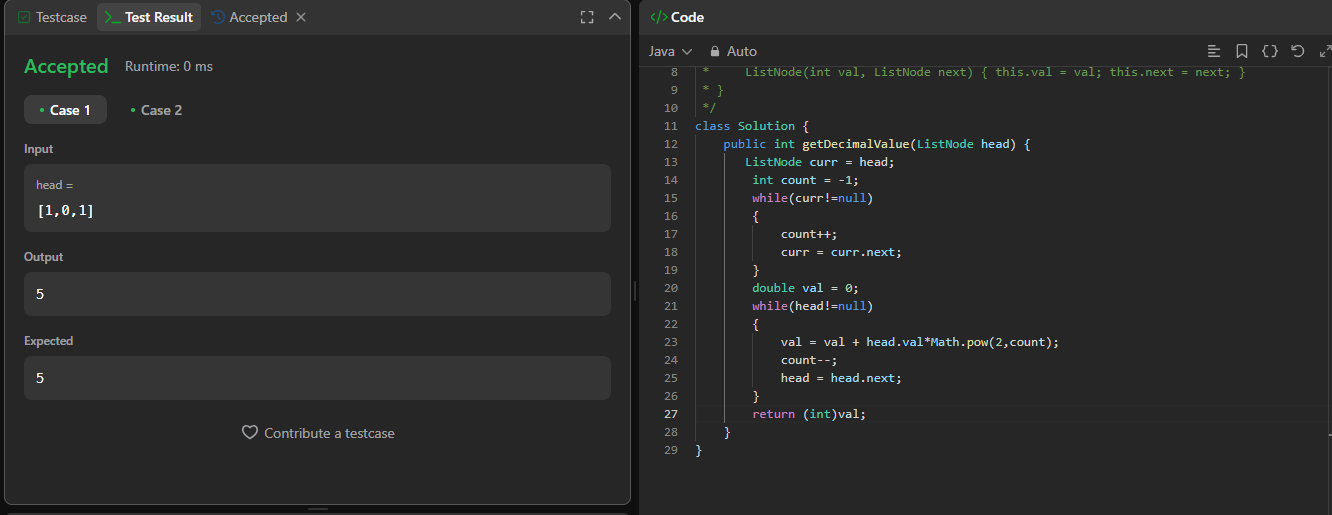 Testcase
Test Result
Accepted
Accepted
Runtime: 0 ms
Case 1
Case 2
Input
head =
[1,0,1]
Output
5
Expected
5
Contribute a testcase
Code
Java
Auto
8 *     ListNode(int val, ListNode next) { this.val = val; this.next = next; }
9 * }
10 */
11 class Solution {
12     public int getDecimalValue(ListNode head) {
13        ListNode curr = head;
14         int count = -1;
15         while(curr!=null)
16         {
17             count++;
18             curr = curr.next;
19         }
20         double val = 0;
21         while(head!=null)
22         {
23             val = val + head.val*Math.pow(2,count);
24             count--;
25             head = head.next;
26         }
27         return (int)val;
28     }
29 }